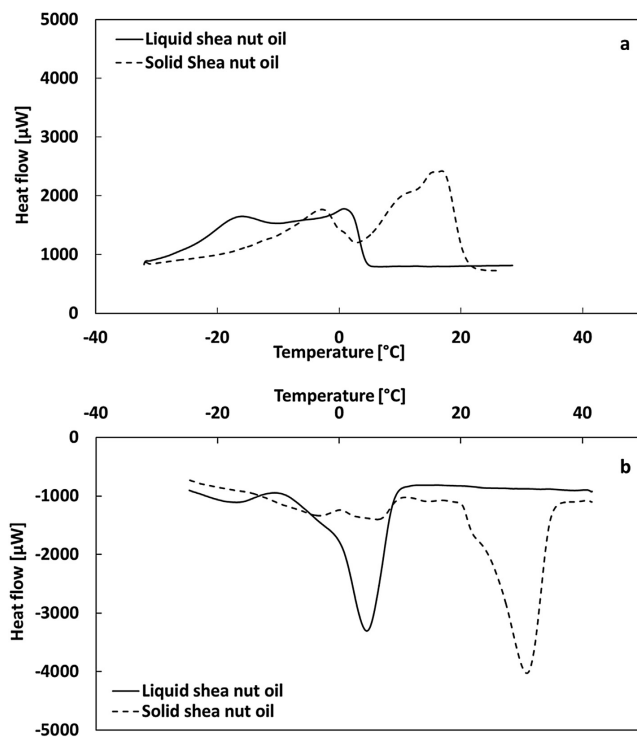 5000
Liquid shea nut oil
a
Solid Shea nut oil
4000
3000
Heat flow [µW]
2000
1000
0
-40 -20 0 20 40
Temperature [°C]
Temperature [°C]
-40 -20 0 20 40
0
b
-1000
-2000
Heat flow [µW]
-3000
-4000
Liquid shea nut oil
Solid shea nut oil
-5000